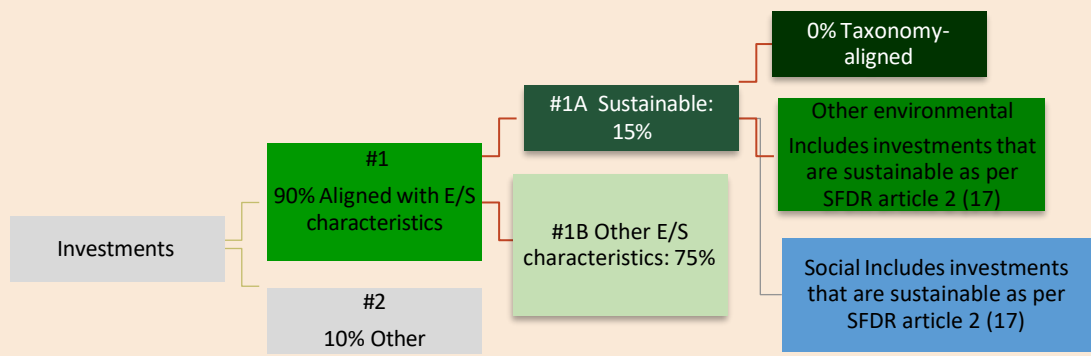 Investments
#1
90% Aligned with E/S
characteristics
#2
10% Other
#1A Sustainable:
15%
#1B Other E/S
characteristics: 75%
0% Taxonomy-
aligned
Other environmental
Includes investments that
are sustainable as per
SFDR article 2 (17)
Social Includes investments
that are sustainable as per
SFDR article 2 (17)